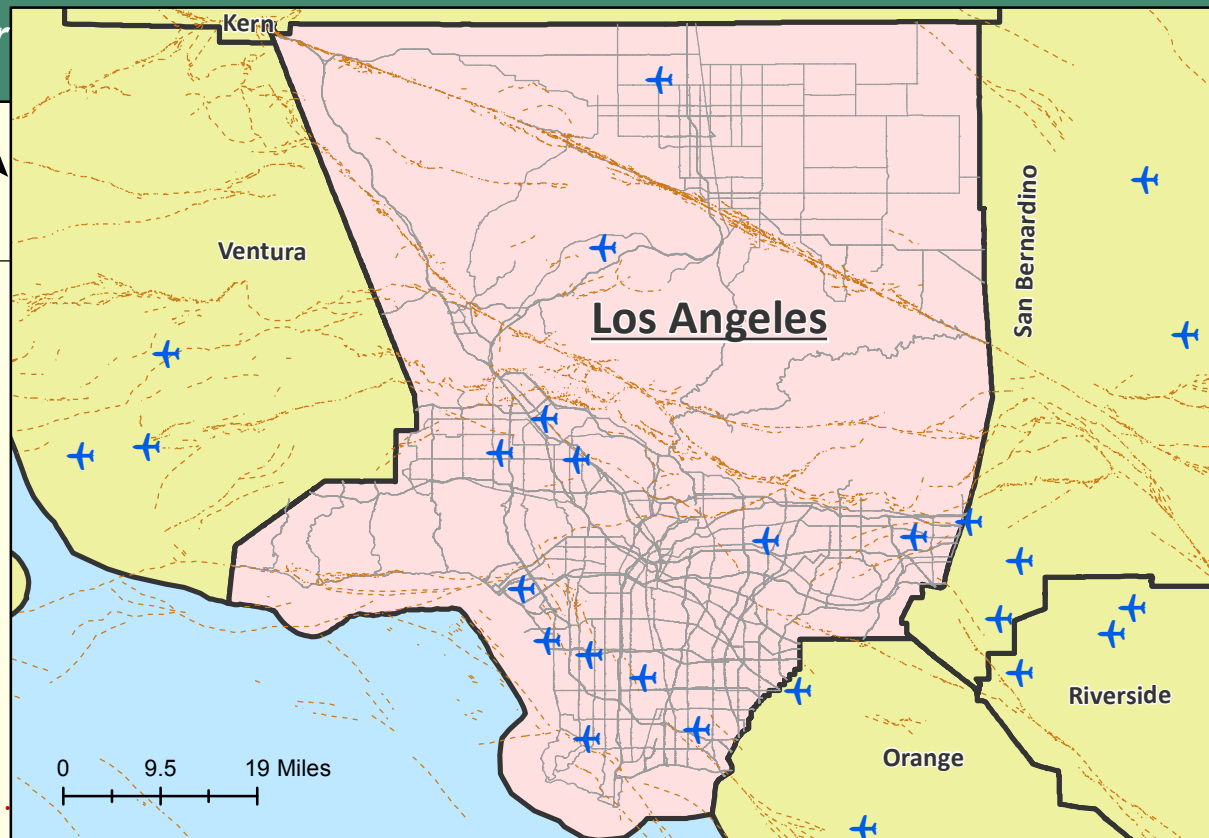 Kern
Ventura
San Bernardino
Los Angeles
Riverside
Orange
0 9.5 19 Miles